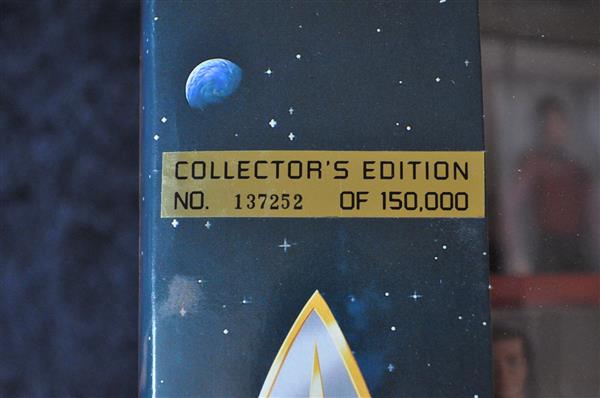 COLLECTOR'S EDITION
NO. 137252 OF 150,000